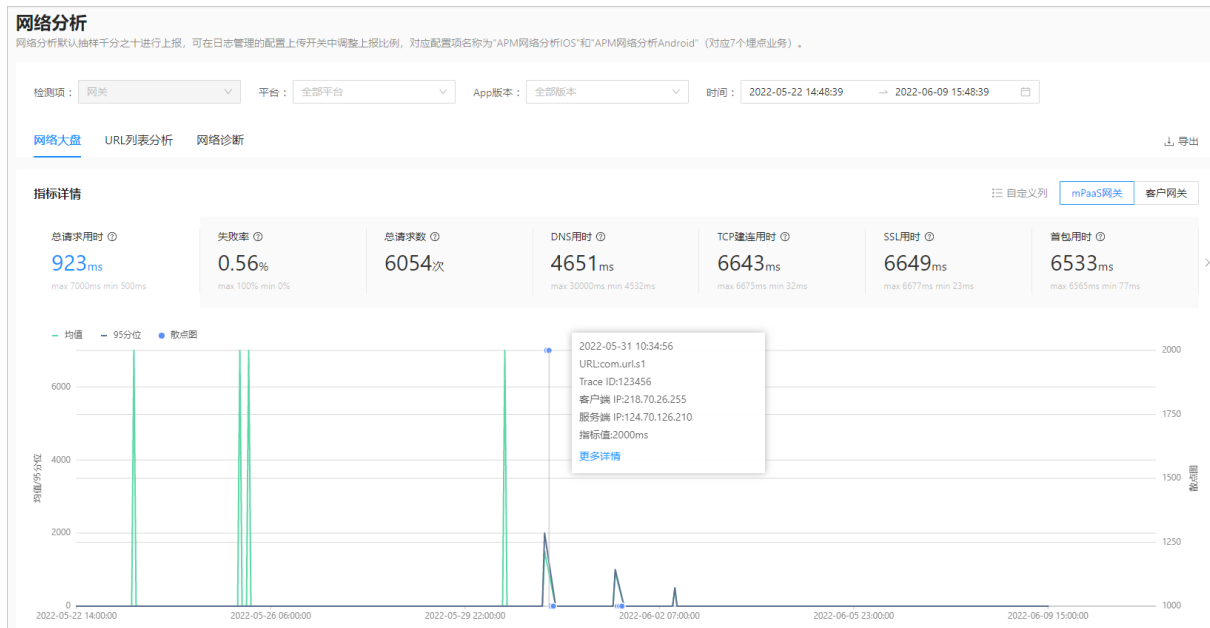 网络分析
网络分析默认抽样千分之十进行上报，可在日志管理的配置上传开关中调整上报比例，对应配置项名称为"APM网络分析IOS"和"APM网络分析Android"（对应7个埋点业务）。
检测项： 网关 平台： 全部平台 App版本： 全部版本 时间： 2022-05-22 14:48:39 → 2022-06-09 15:48:39
网络大盘 URL列表分析 网络诊断 导出
指标详情 自定义列 mPaaS网关 客户网关
总请求用时 失败率 总请求数 DNS用时 TCP建连用时 SSL用时 首包用时
923ms 0.56% 6054次 4651ms 6643ms 6649ms 6533ms
max 7000ms min 500ms max 100% min 0% max 30000ms min 4532ms max 6675ms min 32ms max 6677ms min 23ms max 6565ms min 77ms
均值 95分位 散点图
2022-05-31 10:34:56
URL:com.url.s1
Trace ID:123456
客户端 IP:218.70.26.255
服务端 IP:124.70.126.210
指标值:2000ms
更多详情
均值/95分位
6000
4000
2000
0
2000
1750
1500
1250
1000
散点图
2022-05-22 14:00:00 2022-05-26 06:00:00 2022-05-29 22:00:00 2022-06-02 07:00:00 2022-06-05 23:00:00 2022-06-09 15:00:00